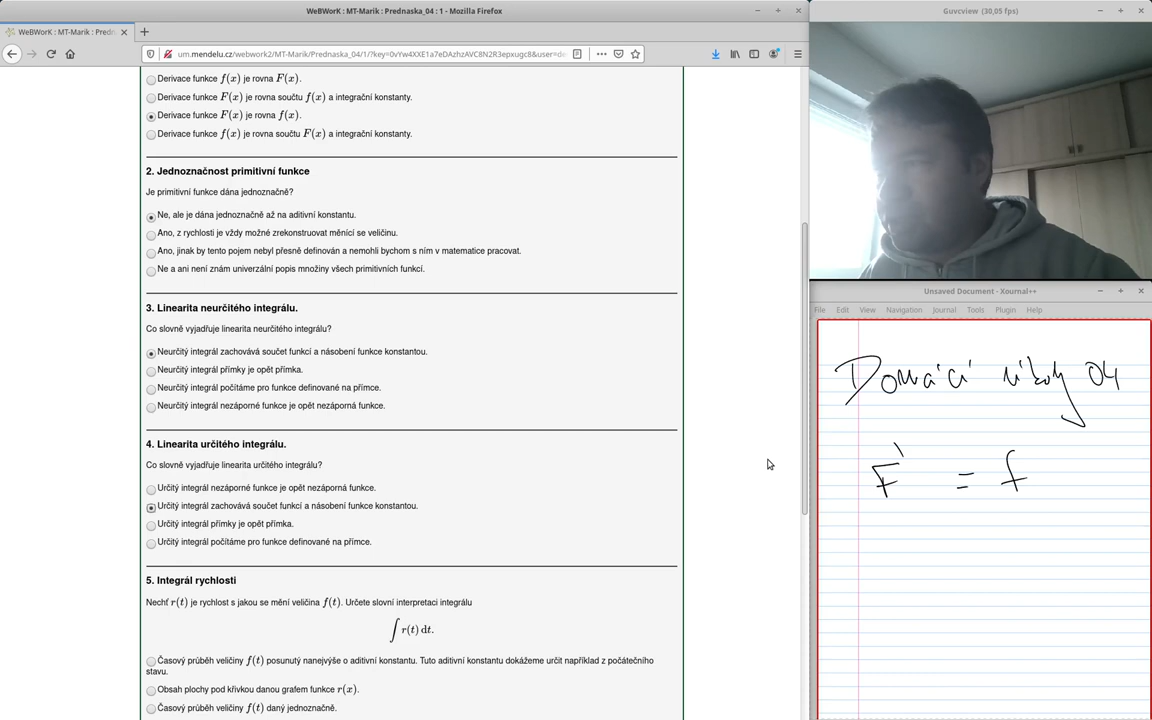 WeBWorK : MT-Marik : Prednaska_04 : 1 - Mozilla Firefox
Guvcview (30,05 fps)
WeBWorK : MT-Marik : Prednas
um.mendelu.cz/webwork2/MT-Marik/Prednaska_04/1/?key=0vYw4XXE1a7eDAzhzAVC8N2R3epxugc8&user=de
Derivace funkce f(x) je rovna F(x).
Derivace funkce F(x) je rovna součtu f(x) a integrační konstanty.
Derivace funkce F(x) je rovna f(x).
Derivace funkce f(x) je rovna součtu F(x) a integrační konstanty.
2. Jednoznačnost primitivní funkce
Je primitivní funkce dána jednoznačně?
Ne, ale je dána jednoznačně až na aditivní konstantu.
Ano, z rychlosti je vždy možné zrekonstruovat měnící se veličinu.
Ano, jinak by tento pojem nebyl přesně definován a nemohli bychom s ním v matematice pracovat.
Ne a ani není znám univerzální popis množiny všech primitivních funkcí.
3. Linearita neurčitého integrálu.
Co slovně vyjadřuje linearita neurčitého integrálu?
Neurčitý integrál zachovává součet funkcí a násobení funkce konstantou.
Neurčitý integrál přímky je opět přímka.
Neurčitý integrál počítáme pro funkce definované na přímce.
Neurčitý integrál nezáporné funkce je opět nezáporná funkce.
4. Linearita určitého integrálu.
Co slovně vyjadřuje linearita určitého integrálu?
Určitý integrál nezáporné funkce je opět nezáporná funkce.
Určitý integrál zachovává součet funkcí a násobení funkce konstantou.
Určitý integrál přímky je opět přímka.
Určitý integrál počítáme pro funkce definované na přímce.
5. Integrál rychlosti
Nechť r(t) je rychlost s jakou se mění veličina f(t). Určete slovní interpretaci integrálu
∫ r(t) dt.
Časový průběh veličiny f(t) posunutý nanejvýše o aditivní konstantu. Tuto aditivní konstantu dokážeme určit například z počátečního
stavu.
Obsah plochy pod křivkou danou grafem funkce r(x).
Časový průběh veličiny f(t) daný jednoznačně.
Unsaved Document - Xournal++
File Edit View Navigation Journal Tools Plugin Help
Domácí úkoly 04
F' = f